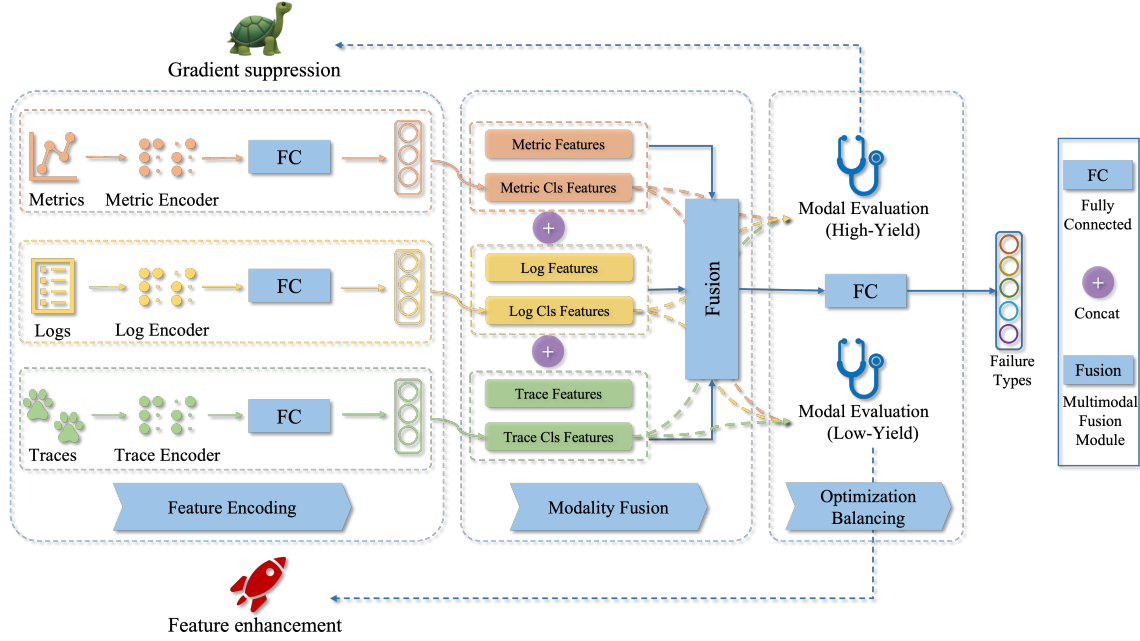 Gradient suppression
Metrics
Metric Encoder
FC
Logs
Log Encoder
FC
Traces
Trace Encoder
FC
Feature Encoding
Metric Features
Metric Cls Features
+
Log Features
Log Cls Features
+
Trace Features
Trace Cls Features
Fusion
Modality Fusion
Modal Evaluation
(High-Yield)
FC
Modal Evaluation
(Low-Yield)
Optimization
Balancing
Failure
Types
FC
Fully
Connected
+
Concat
Fusion
Multimodal
Fusion
Module
Feature enhancement